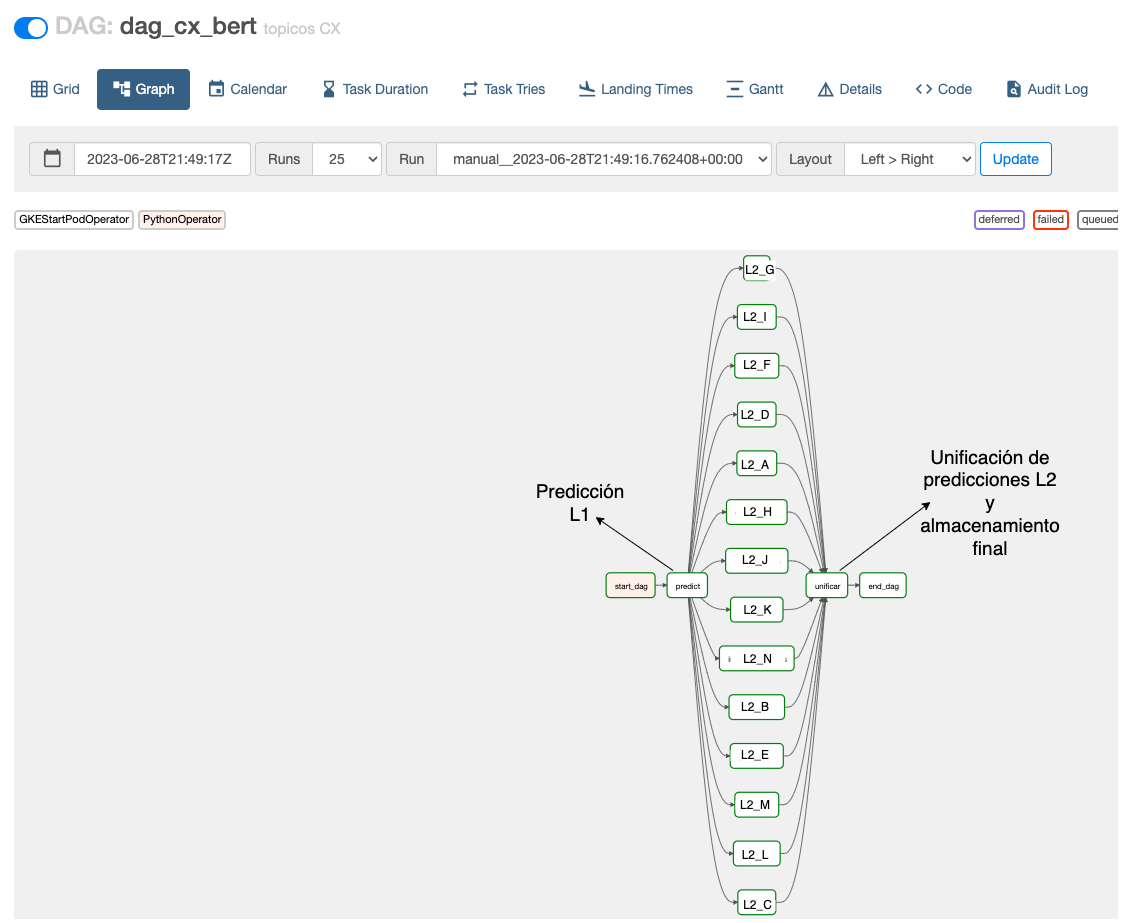 DAG: dag_cx_bert topicos CX
Grid Graph Calendar Task Duration Task Tries Landing Times Gantt Details Code Audit Log
2023-06-28T21:49:17Z Runs 25 Run manual__2023-06-28T21:49:16.762408+00:00 Layout Left > Right Update
GKEStartPodOperator PythonOperator deferred failed queued
L2_G
L2_I
L2_F
L2_D
L2_A
Predicción
L1
Unificación de
predicciones L2
y
almacenamiento
final
L2_H
L2_J
start_dag predict unificar end_dag
L2_K
L2_N
L2_B
L2_E
L2_M
L2_L
L2_C